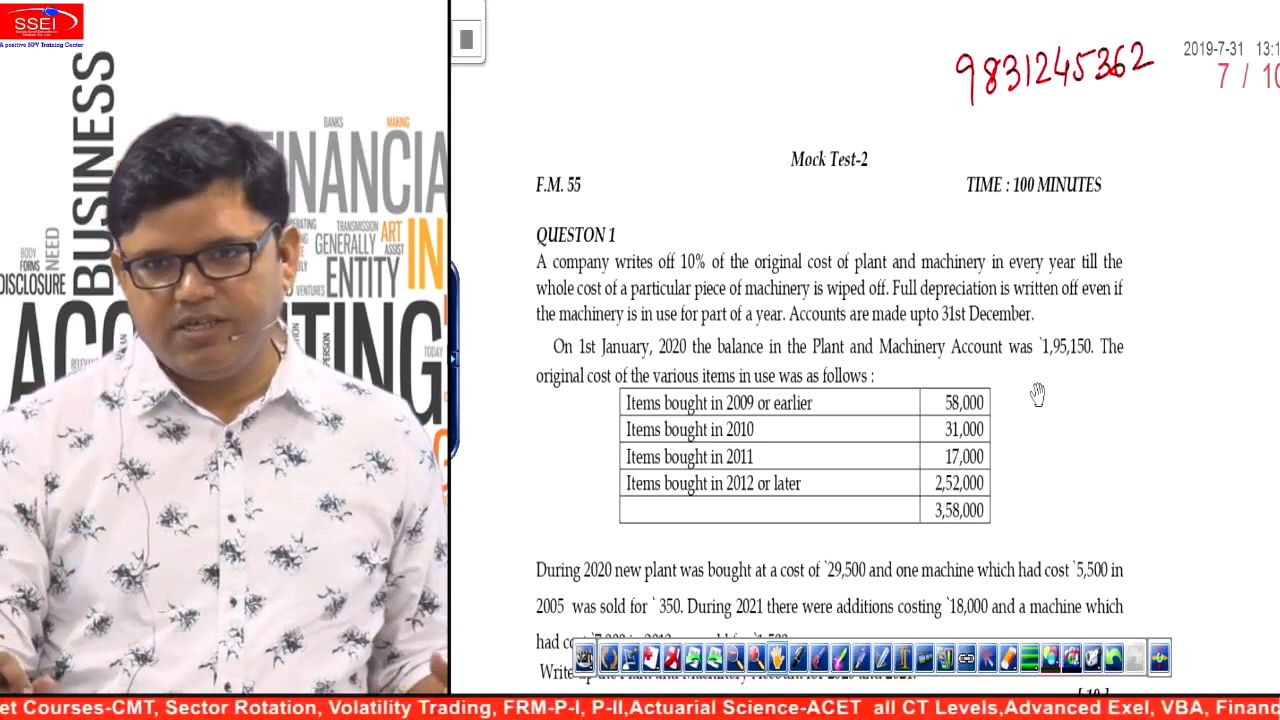 SSEI
A positive NPV Training Center
BUSINESS
FINANCIA
BANKS
MAKING
NEED
BODY
FORMS
DISCLOSURE
TRANSMISSION
GENERALLY
ART
ASSIST
IN
ENTITY
VENTURES
TODAY
9831245362
2019-7-31 13:1
7 / 10
Mock Test-2
F.M. 55 TIME : 100 MINUTES
QUESTON 1
A company writes off 10% of the original cost of plant and machinery in every year till the
whole cost of a particular piece of machinery is wiped off. Full depreciation is written off even if
the machinery is in use for part of a year. Accounts are made upto 31st December.
On 1st January, 2020 the balance in the Plant and Machinery Account was `1,95,150. The
original cost of the various items in use was as follows :
Items bought in 2009 or earlier 58,000
Items bought in 2010 31,000
Items bought in 2011 17,000
Items bought in 2012 or later 2,52,000
3,58,000
During 2020 new plant was bought at a cost of `29,500 and one machine which had cost `5,500 in
2005 was sold for ` 350. During 2021 there were additions costing `18,000 and a machine which
had
Write
et Courses-CMT, Sector Rotation, Volatility Trading, FRM-P-I, P-II,Actuarial Science-ACET all CT Levels,Advanced Exel, VBA, Finan